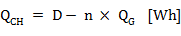 Q_CH = D – n × Q_G [Wh]